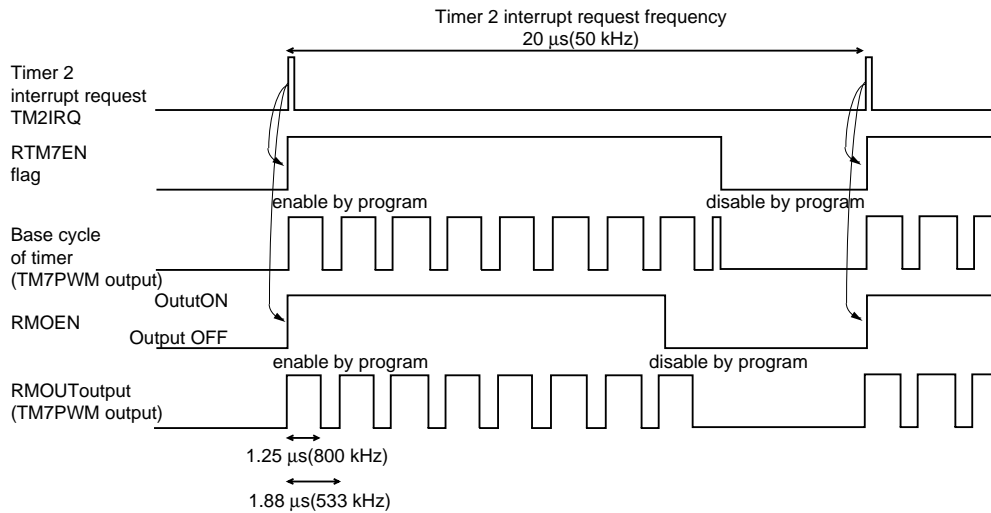 Timer 2 interrupt request frequency
20 μs(50 kHz)
Timer 2
interrupt request
TM2IRQ
RTM7EN
flag
enable by program
disable by program
Base cycle
of timer
(TM7PWM output)
OututON
RMOEN
Output OFF
enable by program
disable by program
RMOUToutput
(TM7PWM output)
1.25 μs(800 kHz)
1.88 μs(533 kHz)